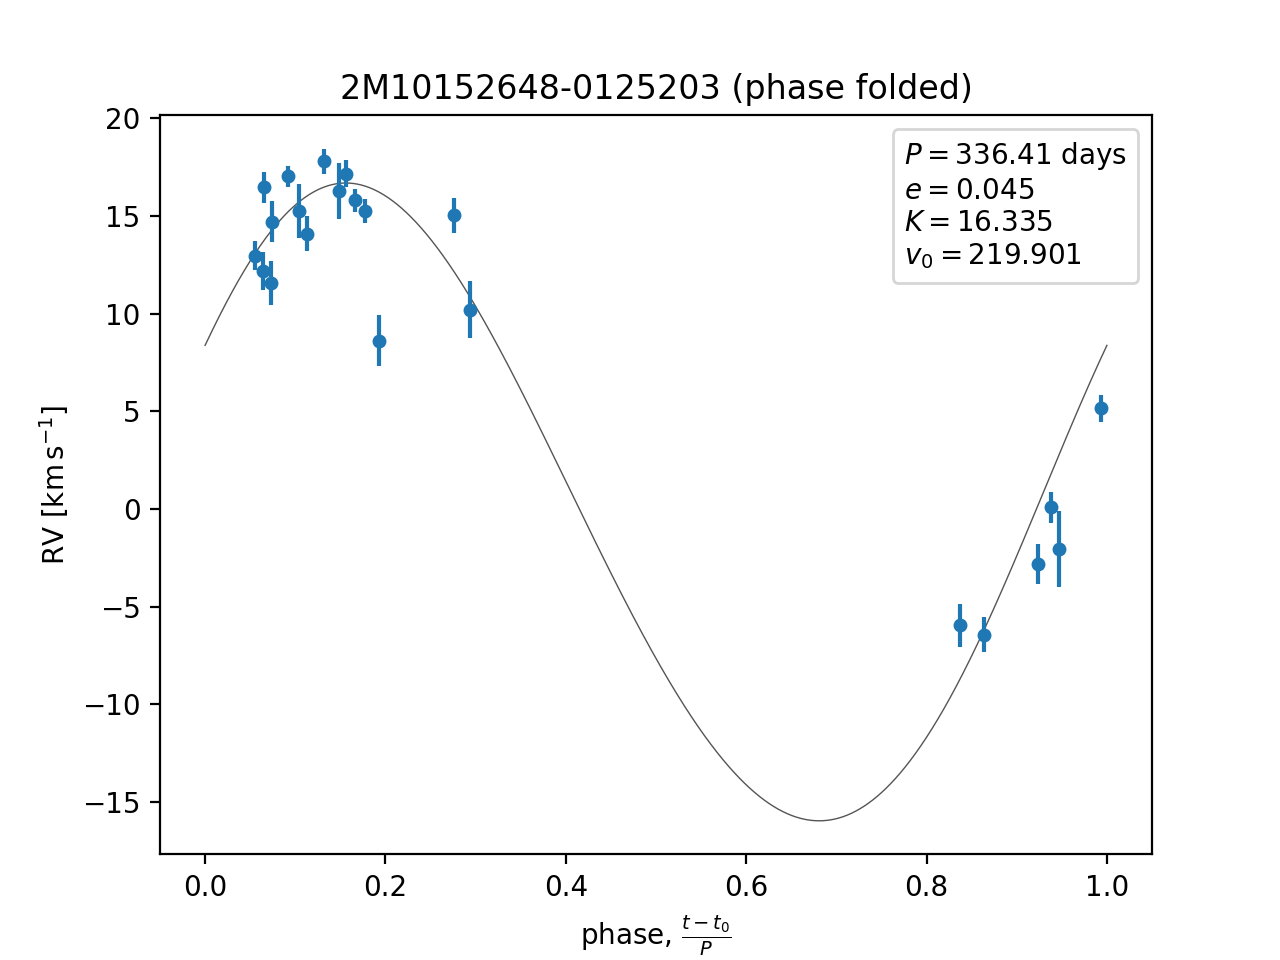 2M10152648-0125203 (phase folded)
P = 336.41 days
e = 0.045
K = 16.335
v₀ = 219.901
RV [km s⁻¹]
20
15
10
5
0
−5
−10
−15
0.0 0.2 0.4 0.6 0.8 1.0
phase, (t − t₀)/P